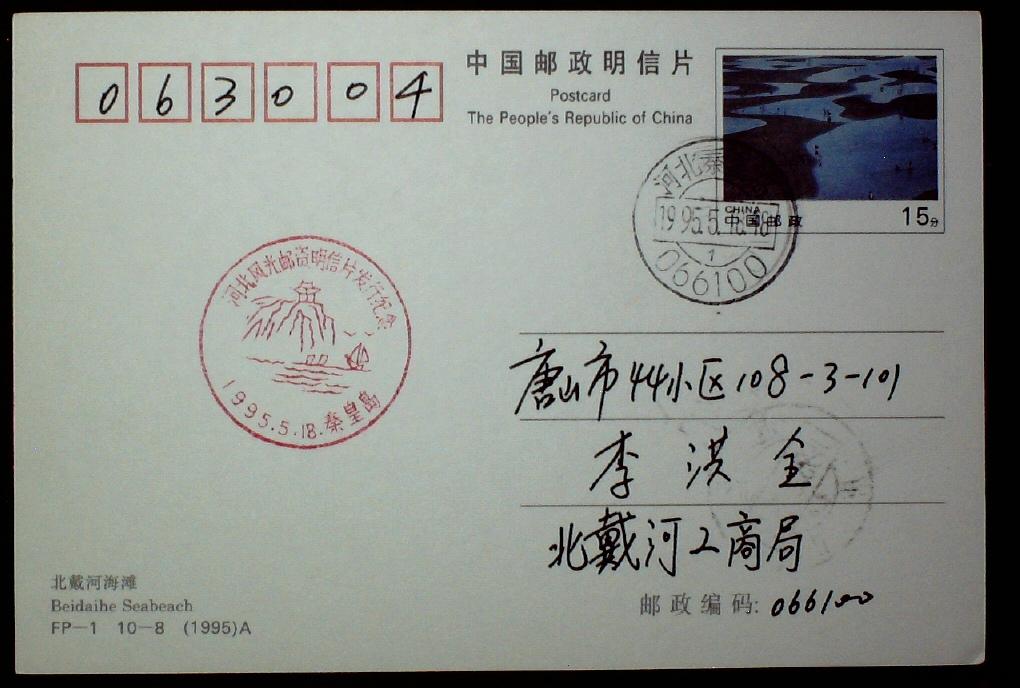 063004
中国邮政明信片
Postcard
The People's Republic of China
CHINA
中国邮政
15分
河北秦
1995.5.18.18
1
066100
河北风光邮资明信片发行纪念
1995.5.18.秦皇岛
唐山市44小区108-3-101
李洪全
北戴河工商局
邮政编码: 066100
北戴河海滩
Beidaihe Seabeach
FP—1 10—8 (1995)A